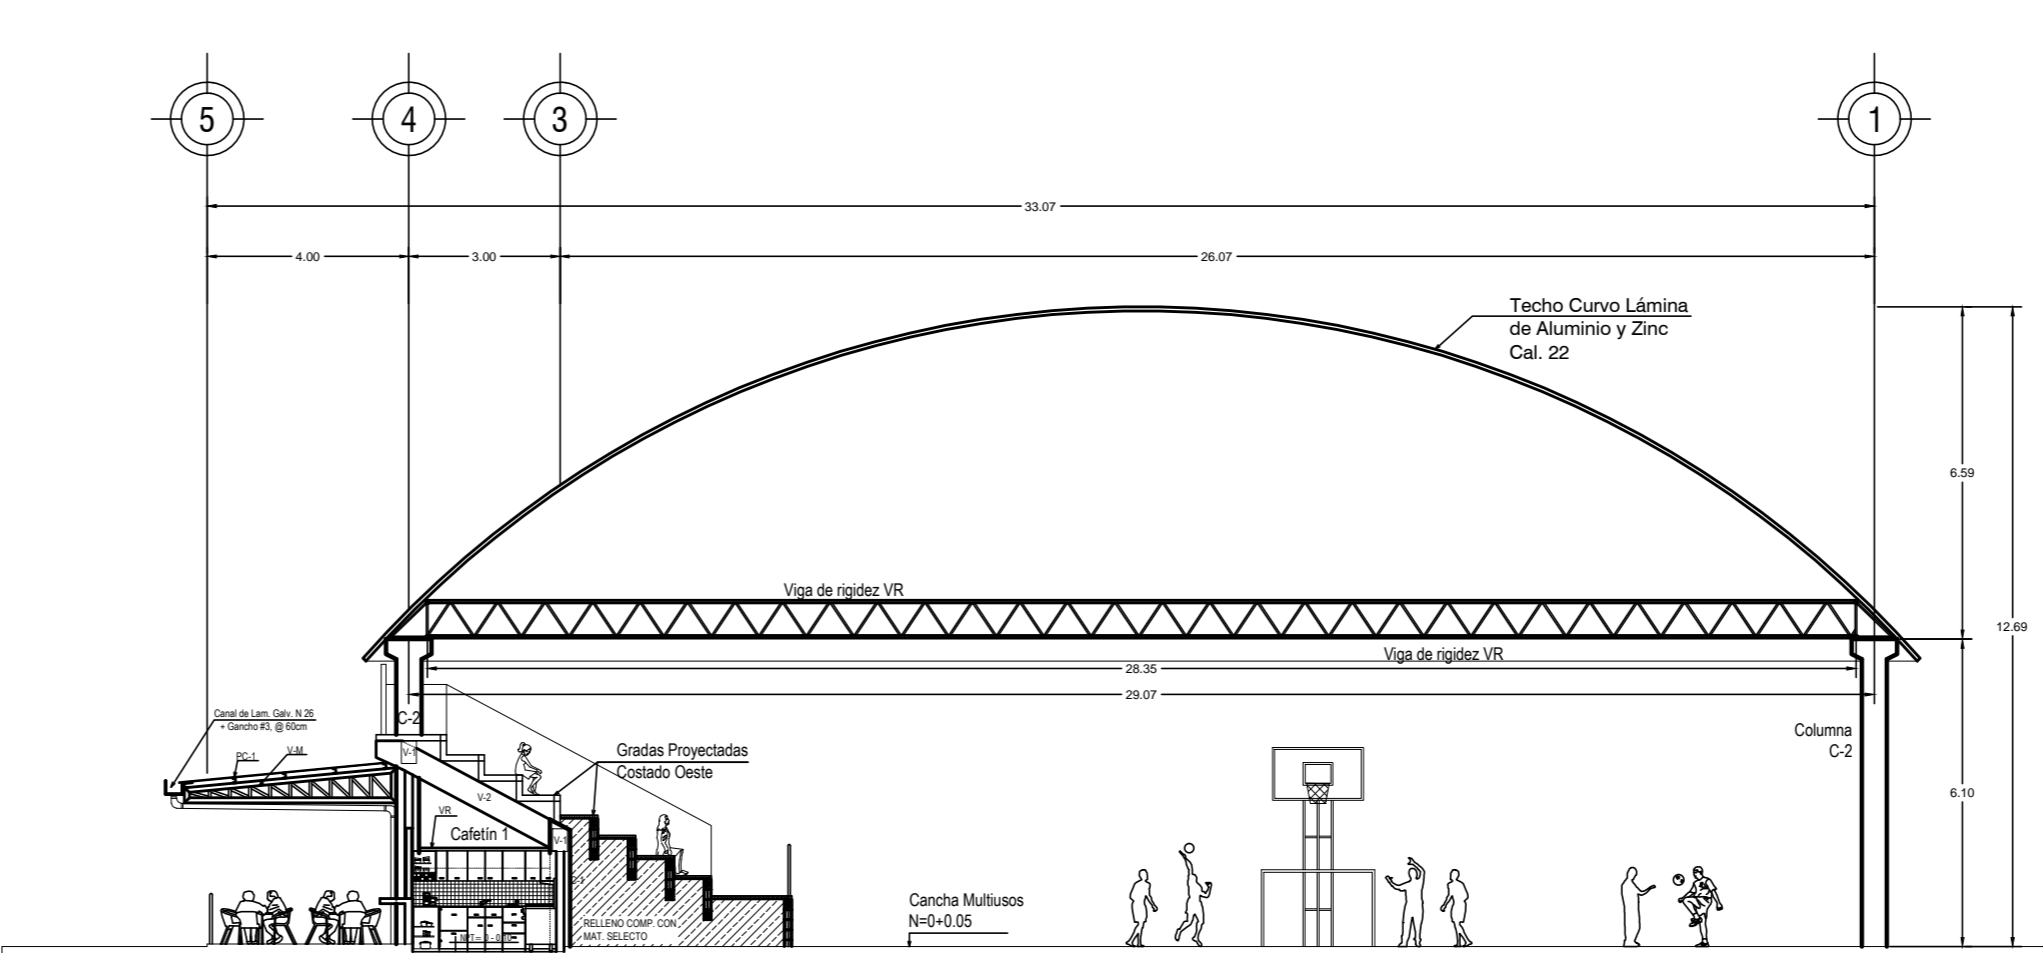 5
4
3
1
33.07
4.00
3.00
26.07
Techo Curvo Lámina
de Aluminio y Zinc
Cal. 22
6.59
Viga de rigidez VR
12.69
Viga de rigidez VR
28.35
29.07
Canal de Lam. Galv. N 26
+ Gancho #3, @ 60cm
C-2
Columna
C-2
PC-1
V-M
V-1
Gradas Proyectadas
Costado Oeste
V-2
6.10
VR
Cafetín 1
V-1
Cancha Multiusos
N=0+0.05
RELLENO COMP. CON
MAT. SELECTO